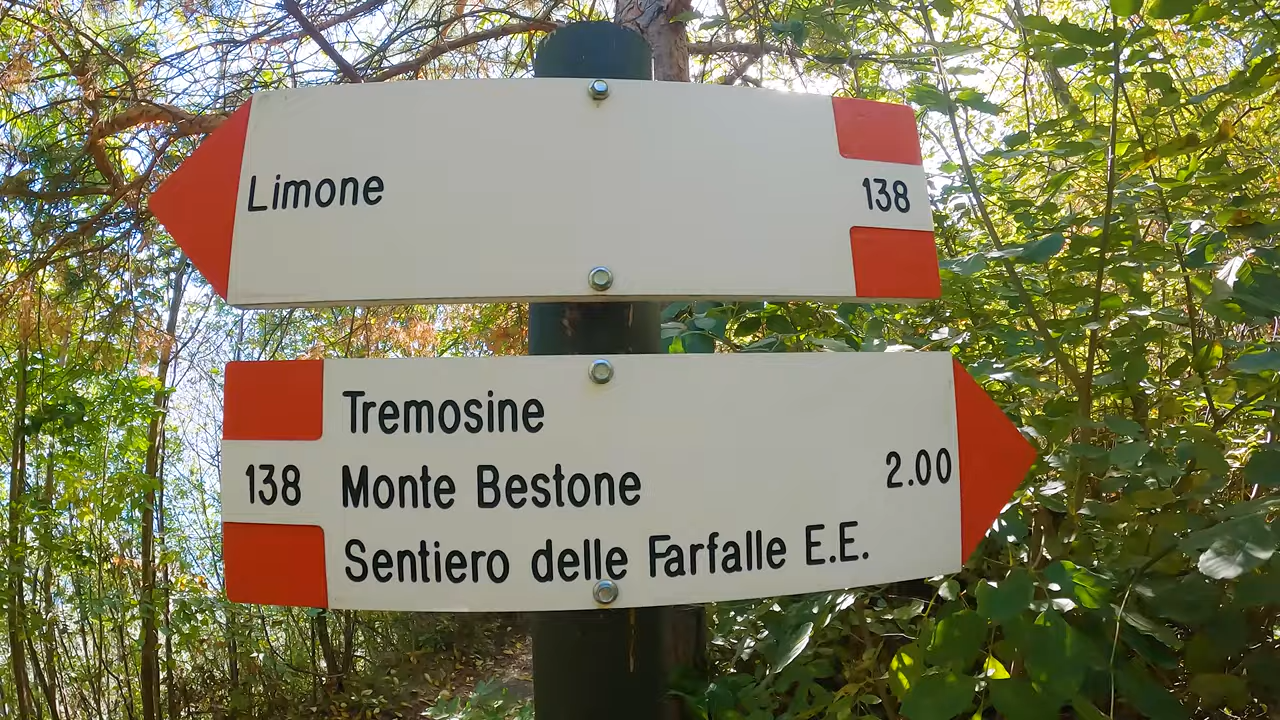 Limone
138
Tremosine
138 Monte Bestone 2.00
Sentiero delle Farfalle E.E.